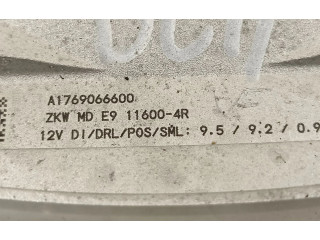 A1769066600
ZKW MD E9 11600-4R
12V DI/DRL/POS/SML: 9.5 / 9.2 / 0.9